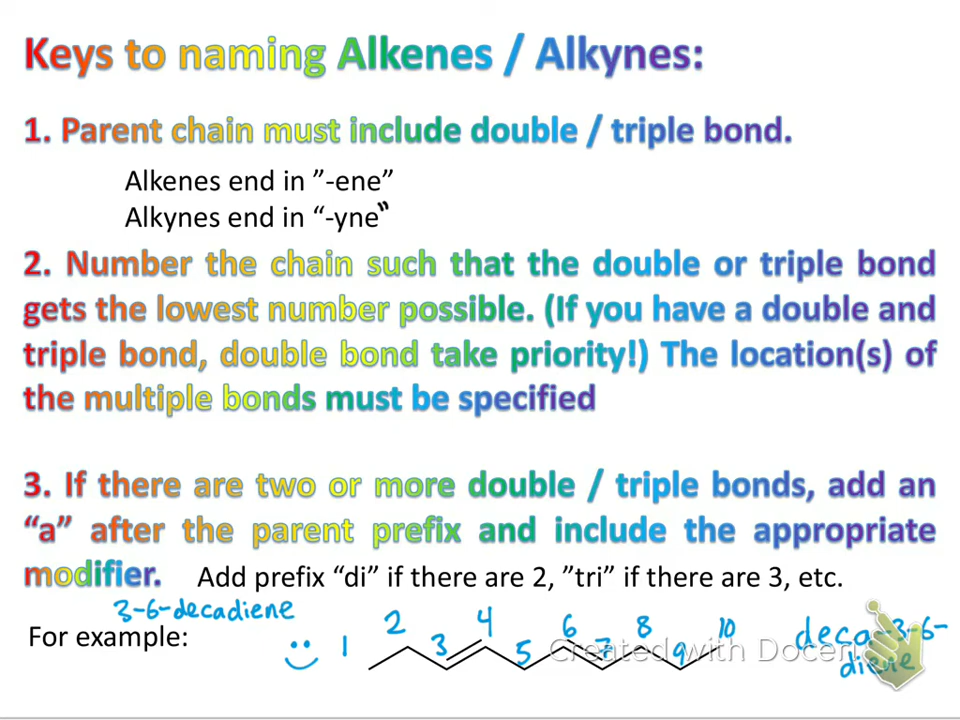 Keys to naming Alkenes / Alkynes:
1. Parent chain must include double / triple bond.
Alkenes end in ”-ene”
Alkynes end in “-yne”
2. Number the chain such that the double or triple bond
gets the lowest number possible. (If you have a double and
triple bond, double bond take priority!) The location(s) of
the multiple bonds must be specified
3. If there are two or more double / triple bonds, add an
“a” after the parent prefix and include the appropriate
modifier. Add prefix “di” if there are 2, ”tri” if there are 3, etc.
3-6-decadiene
For example:
1 2 3 4 5 6 7 8 9 10
deca-3-6-
diene
Created with Doceri